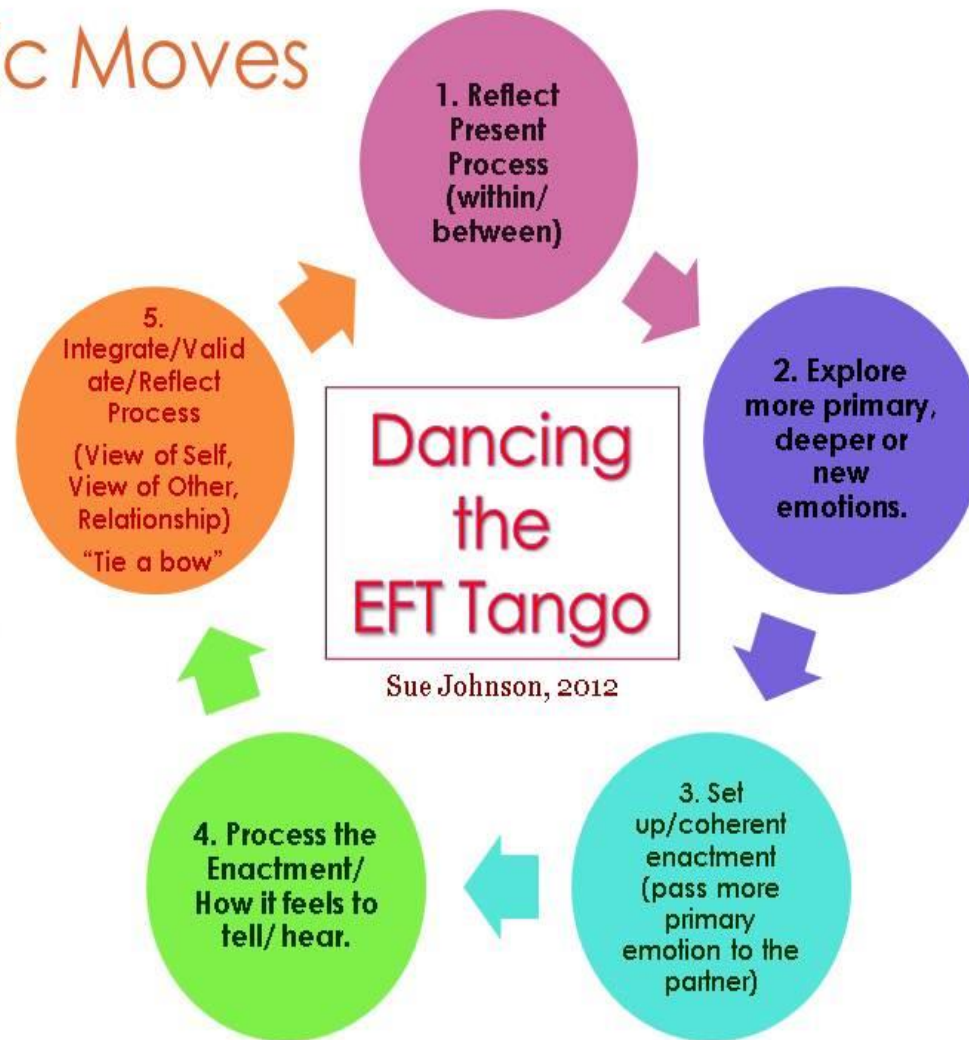 c Moves
1. Reflect
Present
Process
(within/
between)
2. Explore
more primary,
deeper or
new
emotions.
3. Set
up/coherent
enactment
(pass more
primary
emotion to the
partner)
4. Process the
Enactment/
How it feels to
tell/ hear.
5.
Integrate/Valid
ate/Reflect
Process
(View of Self,
View of Other,
Relationship)
“Tie a bow”
Dancing
the
EFT Tango
Sue Johnson, 2012